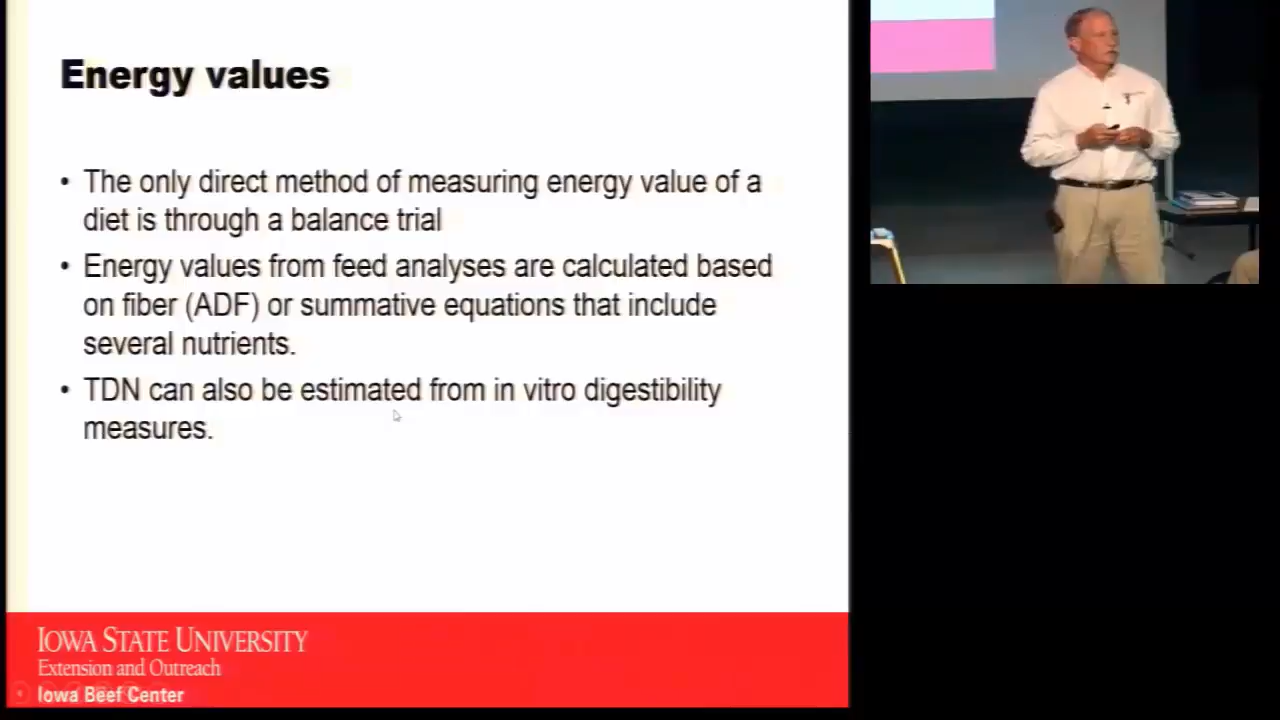 Energy values
• The only direct method of measuring energy value of a
diet is through a balance trial
• Energy values from feed analyses are calculated based
on fiber (ADF) or summative equations that include
several nutrients.
• TDN can also be estimated from in vitro digestibility
measures.
IOWA STATE UNIVERSITY
Extension and Outreach
Iowa Beef Center